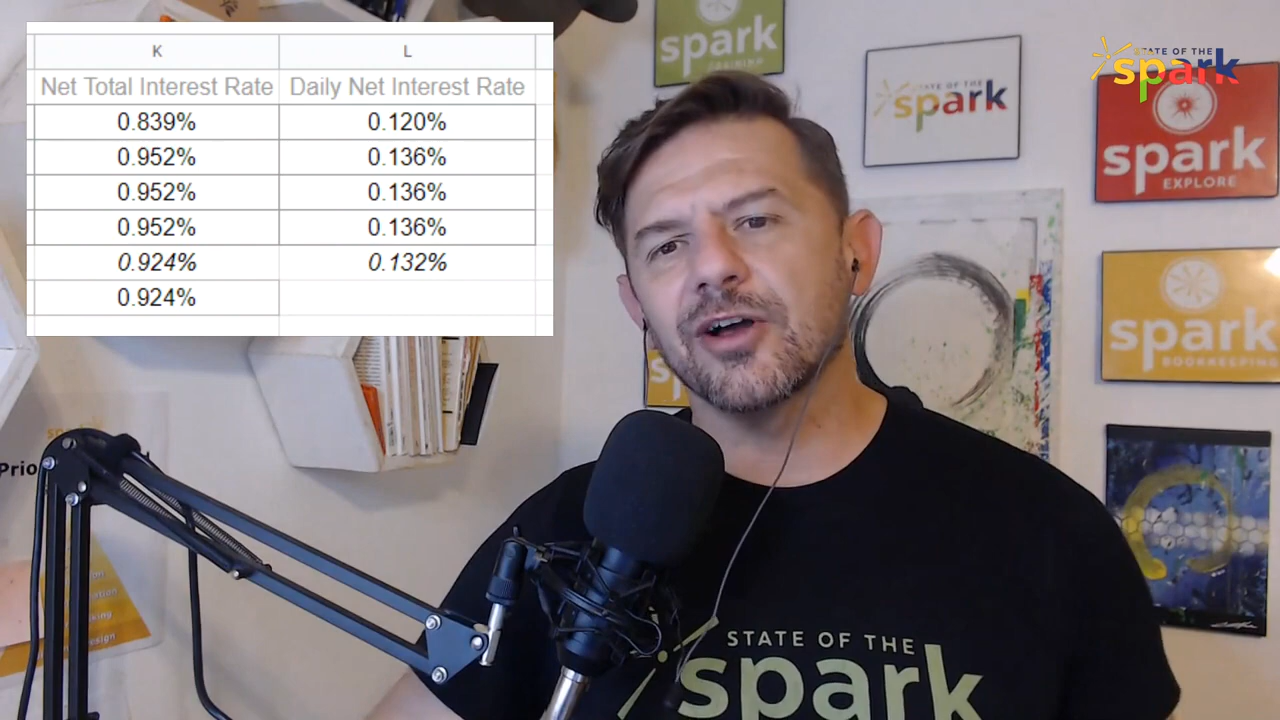 K L
Net Total Interest Rate Daily Net Interest Rate
0.839% 0.120%
0.952% 0.136%
0.952% 0.136%
0.952% 0.136%
0.924% 0.132%
0.924%
spark
STATE OF THE
spark
STATE OF THE
spark
spark
EXPLORE
spark
BOOKKEEPING
Prio
STATE OF THE
spark